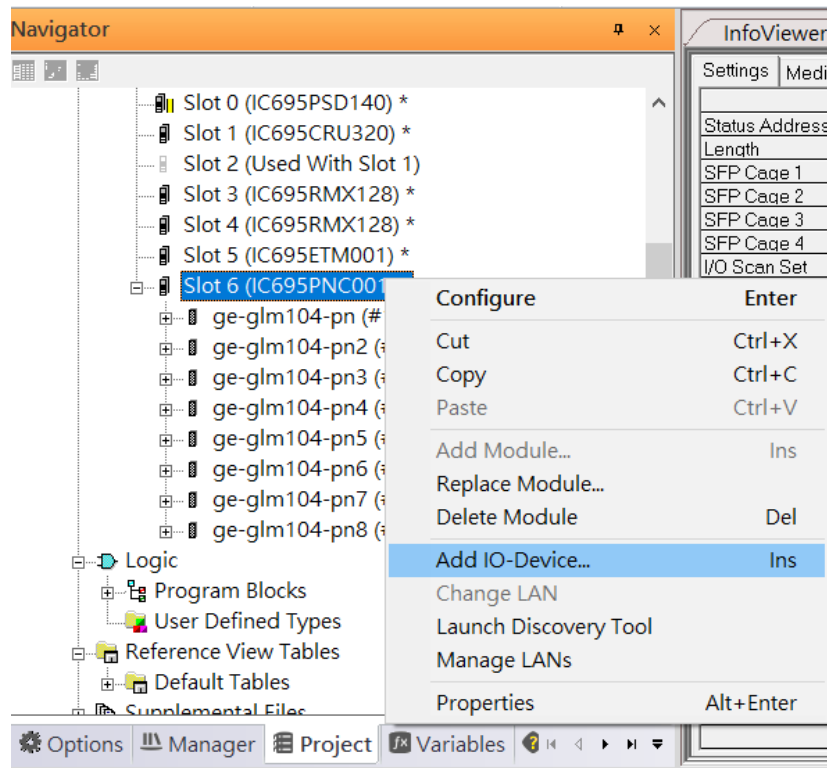 Navigator
InfoViewer
Settings
Medi
Slot 0 (IC695PSD140) *
Slot 1 (IC695CRU320) *
Slot 2 (Used With Slot 1)
Slot 3 (IC695RMX128) *
Slot 4 (IC695RMX128) *
Slot 5 (IC695ETM001) *
Slot 6 (IC695PNC001
ge-glm104-pn (#
ge-glm104-pn2 (
ge-glm104-pn3 (
ge-glm104-pn4 (
ge-glm104-pn5 (
ge-glm104-pn6 (
ge-glm104-pn7 (
ge-glm104-pn8 (
Logic
Program Blocks
User Defined Types
Reference View Tables
Default Tables
Supplemental Files
Status Address
Length
SFP Cage 1
SFP Cage 2
SFP Cage 3
SFP Cage 4
I/O Scan Set
Configure Enter
Cut Ctrl+X
Copy Ctrl+C
Paste Ctrl+V
Add Module... Ins
Replace Module...
Delete Module Del
Add IO-Device... Ins
Change LAN
Launch Discovery Tool
Manage LANs
Properties Alt+Enter
Options Manager Project Variables